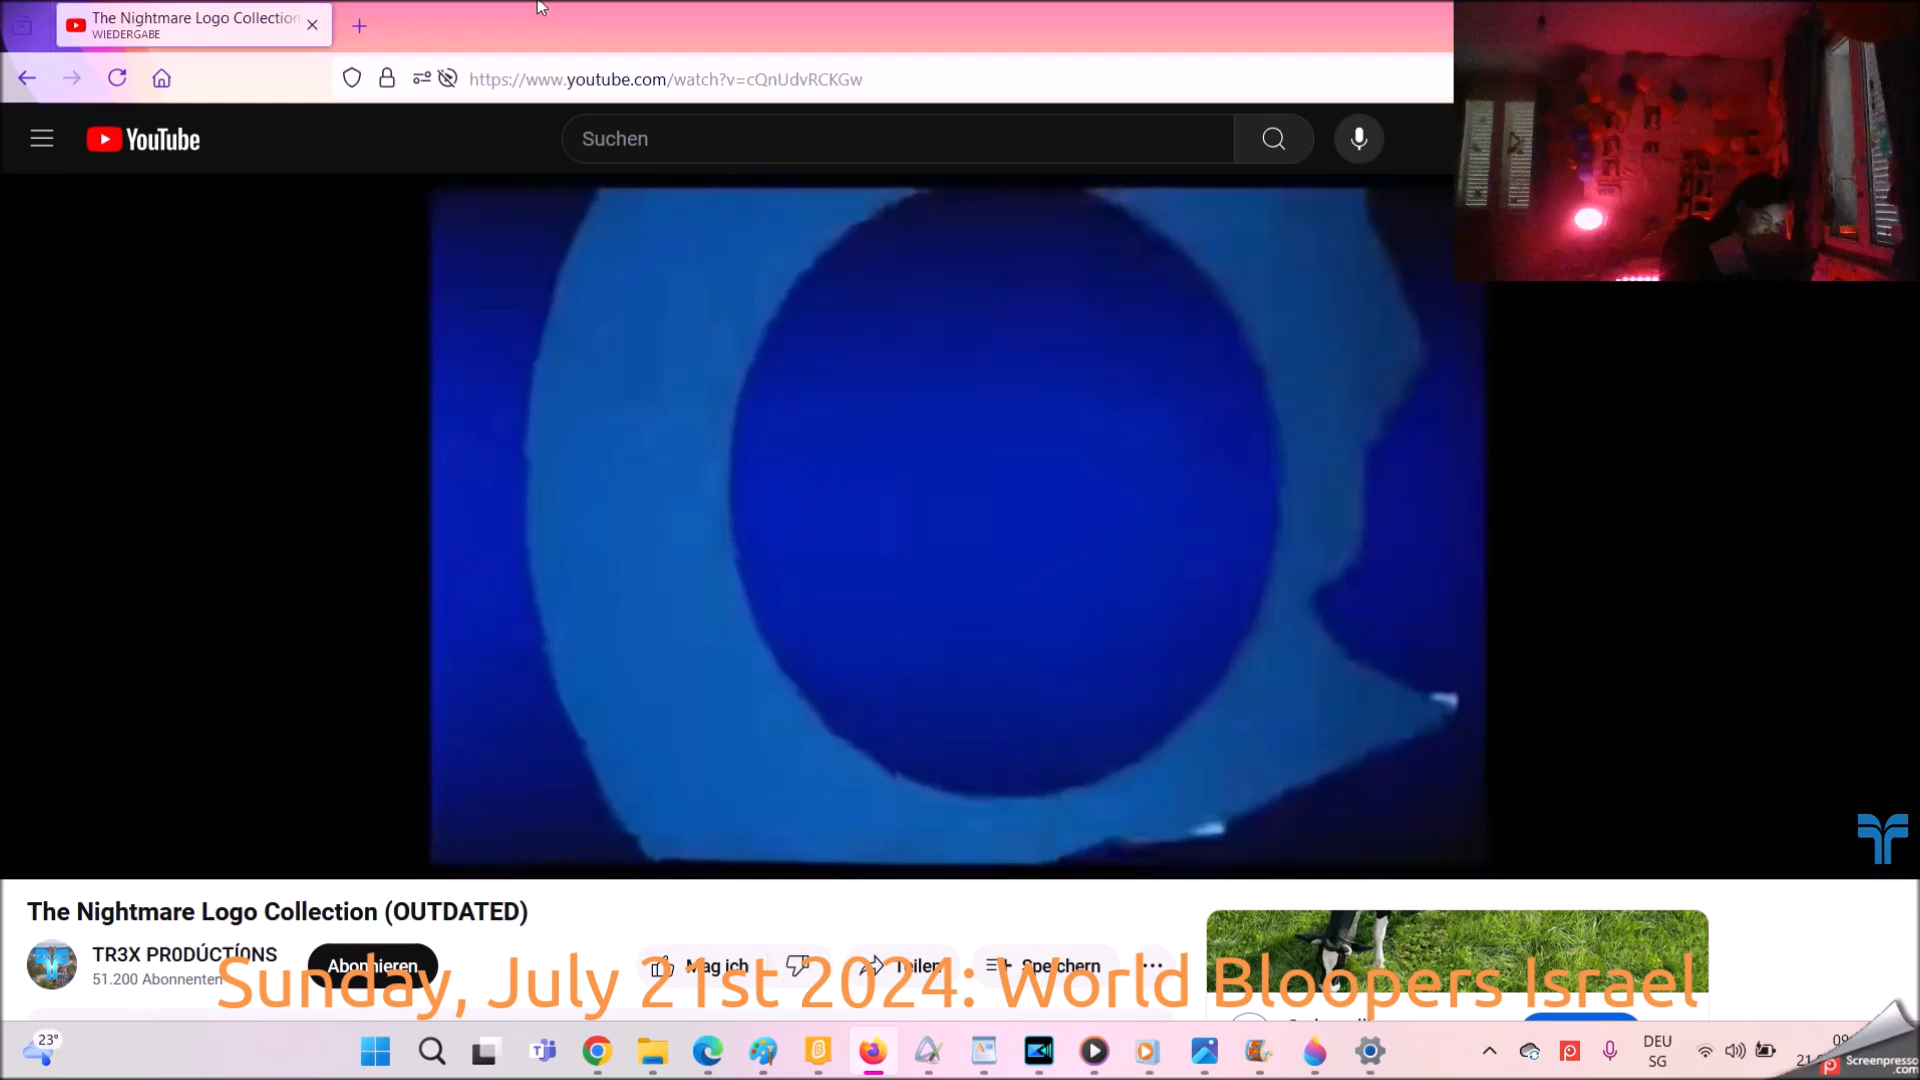 The Nightmare Logo Collection
WIEDERGABE
https://www.youtube.com/watch?v=cQnUdvRCKGw
YouTube
Suchen
The Nightmare Logo Collection (OUTDATED)
TR3X PR0DÚCTÍ0NS
51.200 Abonnenten
Abonnieren
Mag ich
Teilen
Speichern
Sunday, July 21st 2024: World Bloopers Israel
23°
DEU
SG
Screenpresso
.com